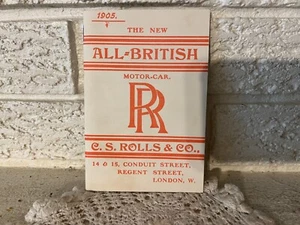 1905.
THE NEW
ALL=BRITISH
MOTOR-CAR.
RR
C. S. ROLLS & CO.,
14 & 15, CONDUIT STREET,
REGENT STREET,
LONDON, W.